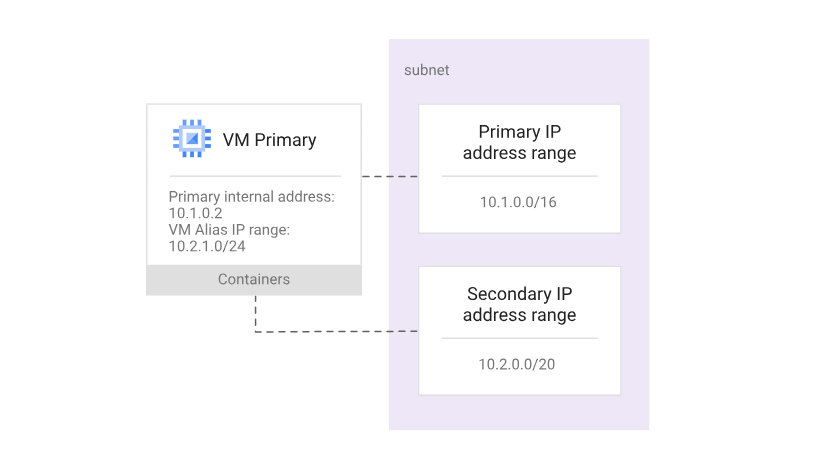 subnet
VM Primary
Primary internal address:
10.1.0.2
VM Alias IP range:
10.2.1.0/24
Containers
Primary IP
address range
10.1.0.0/16
Secondary IP
address range
10.2.0.0/20